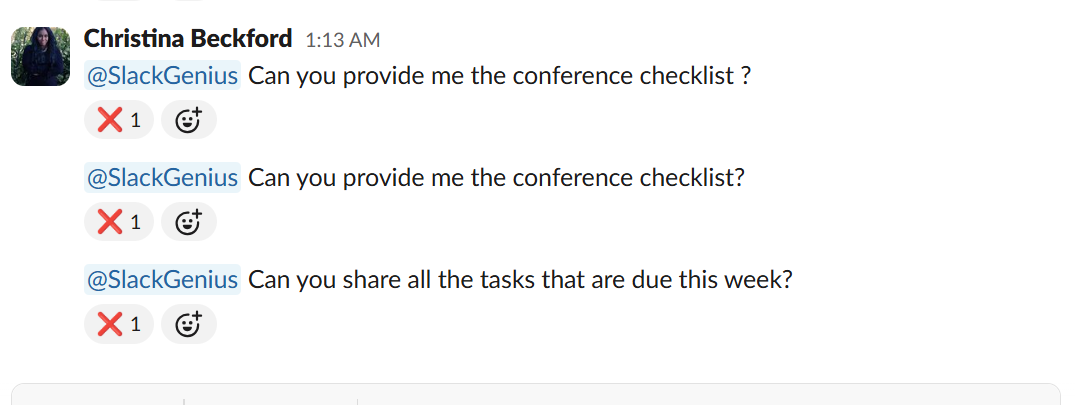 Christina Beckford 1:13 AM
@SlackGenius Can you provide me the conference checklist ?
1
@SlackGenius Can you provide me the conference checklist?
1
@SlackGenius Can you share all the tasks that are due this week?
1